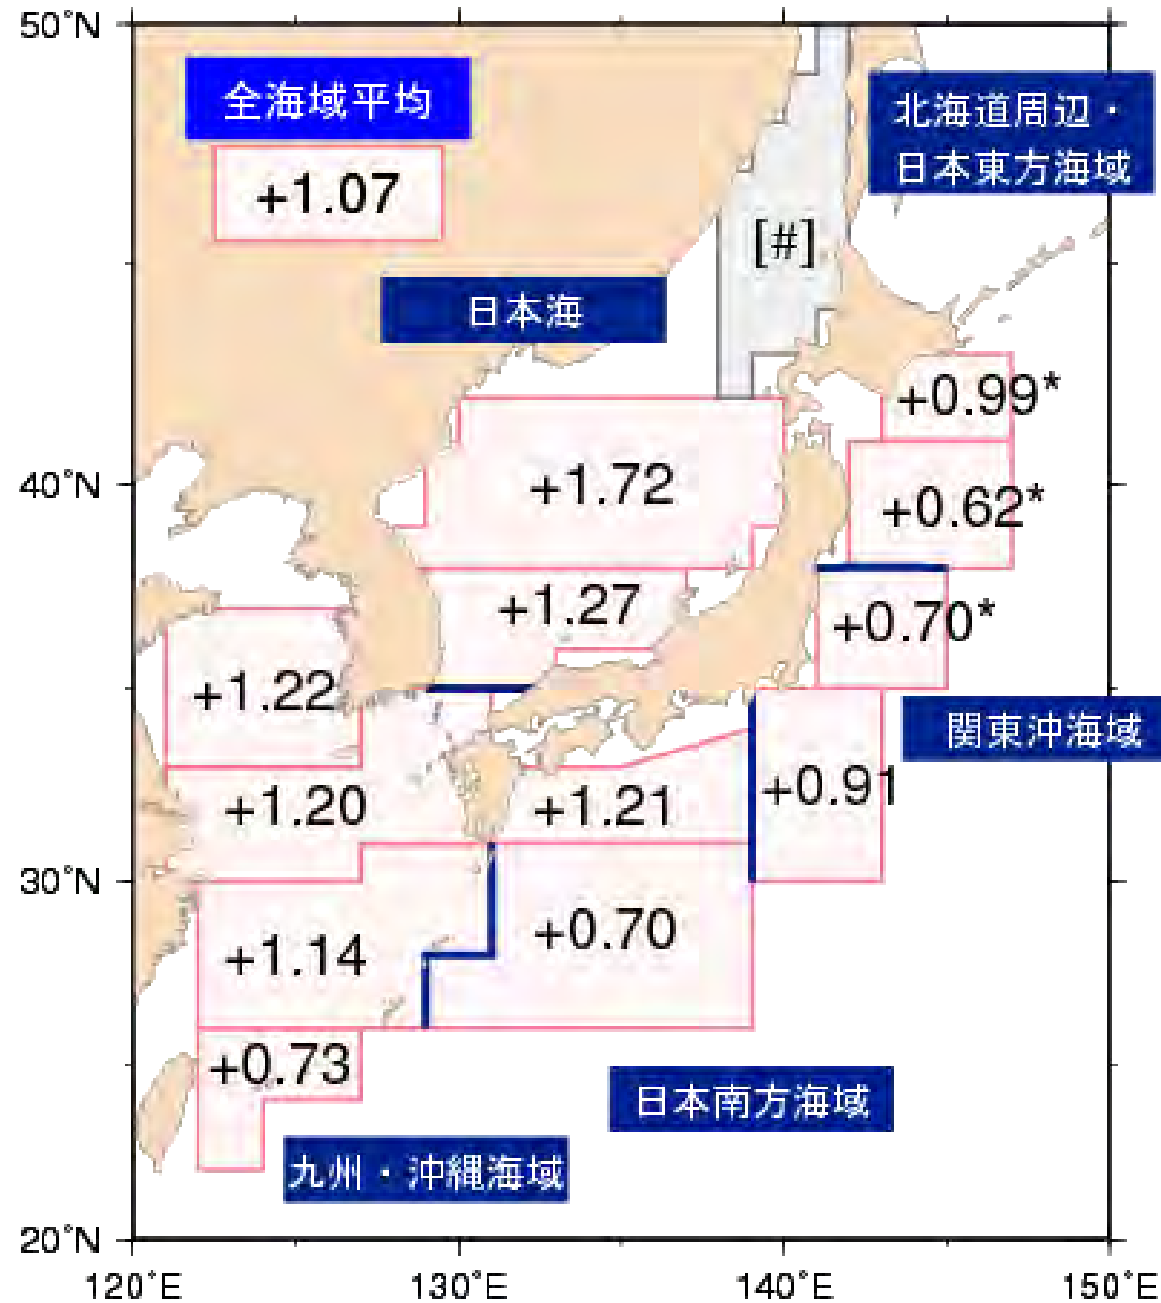 50°N
全海域平均
北海道周辺・
日本東方海域
+1.07
[#]
日本海
+0.99*
40°N
+1.72
+0.62*
+1.27
+0.70*
+1.22
関東沖海域
+0.91
+1.20
+1.21
30°N
+0.70
+1.14
+0.73
日本南方海域
九州・沖縄海域
20°N
120°E
130°E
140°E
150°E